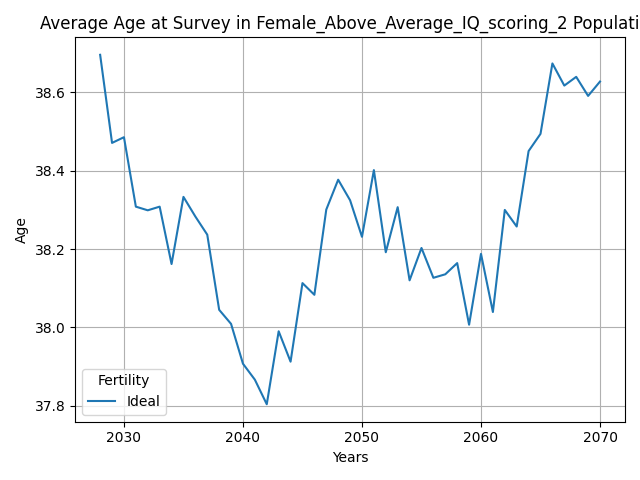 Average Age at Survey in Female_Above_Average_IQ_scoring_2 Populati
38.6
38.4
38.2
38.0
37.8
Age
Fertility
Ideal
2030 2040 2050 2060 2070
Years